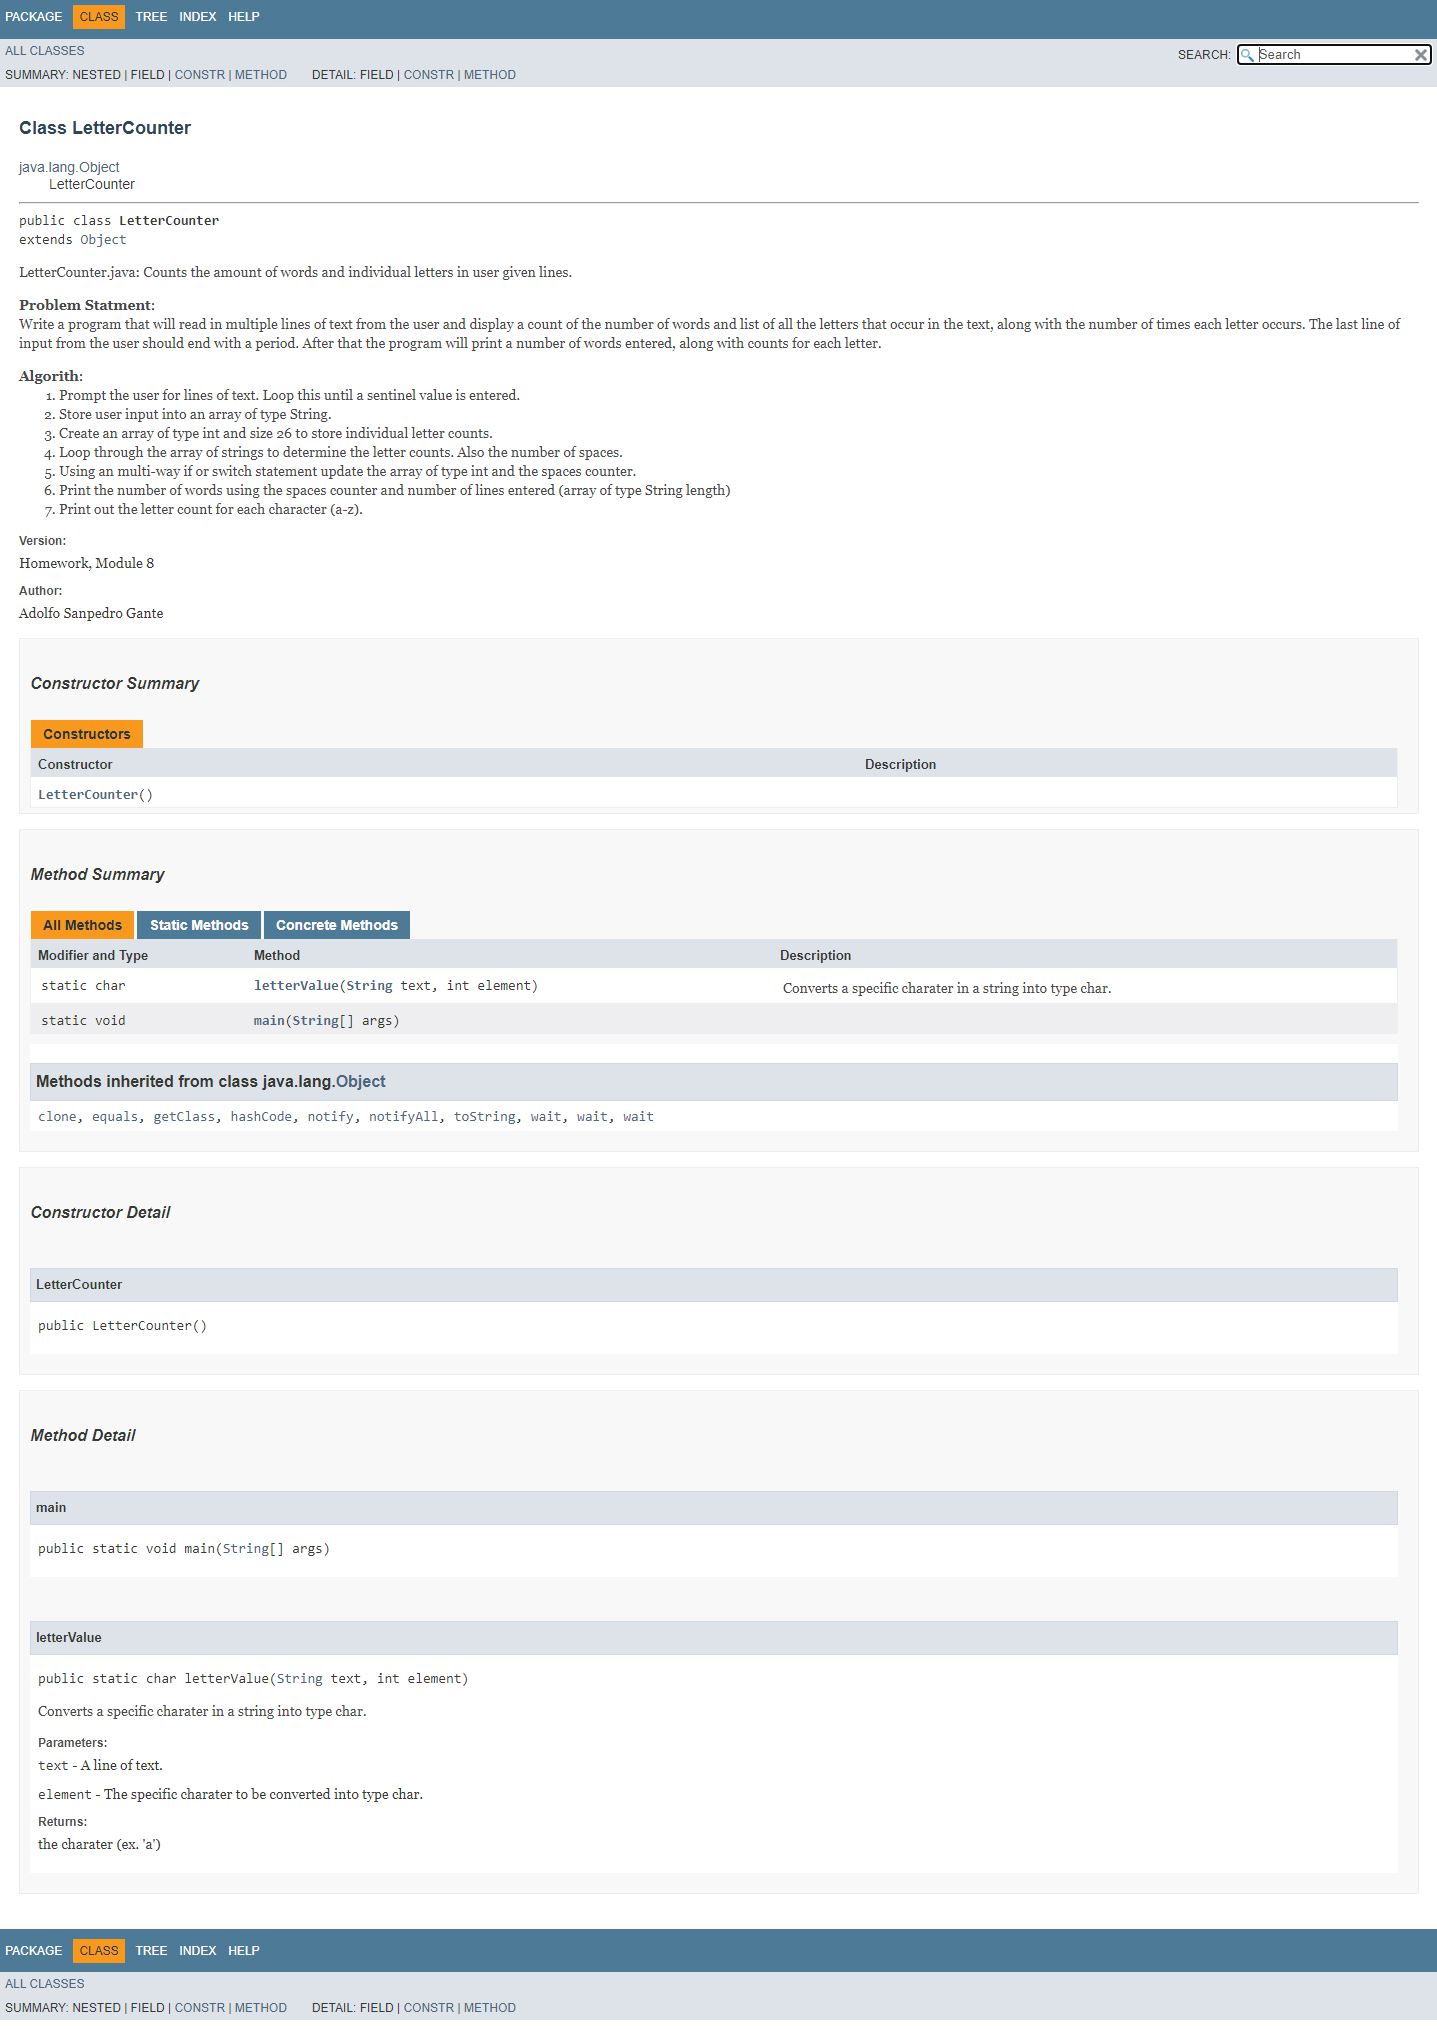 PACKAGE CLASS TREE INDEX HELP
ALL CLASSES
SEARCH: Search
SUMMARY: NESTED | FIELD | CONSTR | METHOD DETAIL: FIELD | CONSTR | METHOD
Class LetterCounter
java.lang.Object
LetterCounter
public class LetterCounter
extends Object
LetterCounter.java: Counts the amount of words and individual letters in user given lines.
Problem Statment:
Write a program that will read in multiple lines of text from the user and display a count of the number of words and list of all the letters that occur in the text, along with the number of times each letter occurs. The last line of
input from the user should end with a period. After that the program will print a number of words entered, along with counts for each letter.
Algorith:
1. Prompt the user for lines of text. Loop this until a sentinel value is entered.
2. Store user input into an array of type String.
3. Create an array of type int and size 26 to store individual letter counts.
4. Loop through the array of strings to determine the letter counts. Also the number of spaces.
5. Using an multi-way if or switch statement update the array of type int and the spaces counter.
6. Print the number of words using the spaces counter and number of lines entered (array of type String length)
7. Print out the letter count for each character (a-z).
Version:
Homework, Module 8
Author:
Adolfo Sanpedro Gante
Constructor Summary
Constructors
Constructor Description
LetterCounter()
Method Summary
All Methods Static Methods Concrete Methods
Modifier and Type Method Description
static char letterValue(String text, int element) Converts a specific charater in a string into type char.
static void main(String[] args)
Methods inherited from class java.lang.Object
clone, equals, getClass, hashCode, notify, notifyAll, toString, wait, wait, wait
Constructor Detail
LetterCounter
public LetterCounter()
Method Detail
main
public static void main(String[] args)
letterValue
public static char letterValue(String text, int element)
Converts a specific charater in a string into type char.
Parameters:
text - A line of text.
element - The specific charater to be converted into type char.
Returns:
the charater (ex. 'a')
PACKAGE CLASS TREE INDEX HELP
ALL CLASSES
SUMMARY: NESTED | FIELD | CONSTR | METHOD DETAIL: FIELD | CONSTR | METHOD